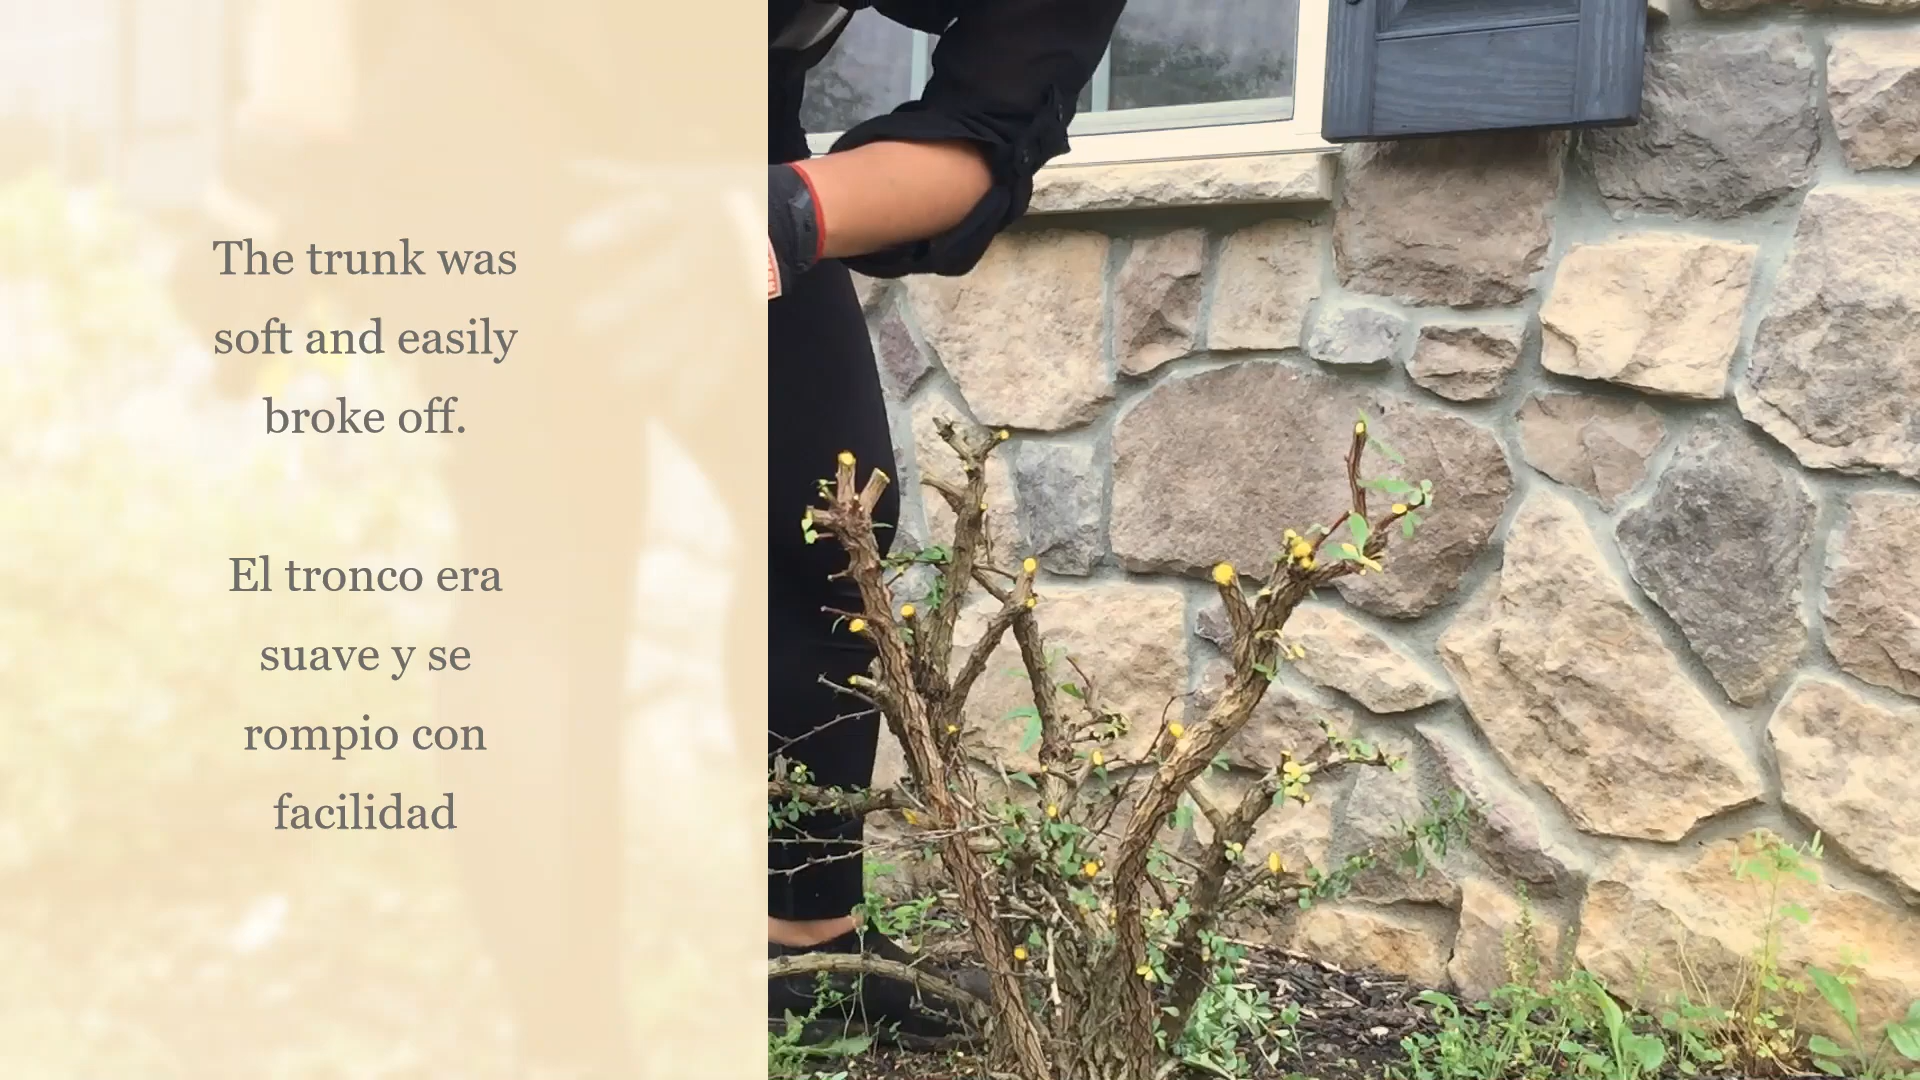 The trunk was
soft and easily
broke off.
El tronco era
suave y se
rompio con
facilidad